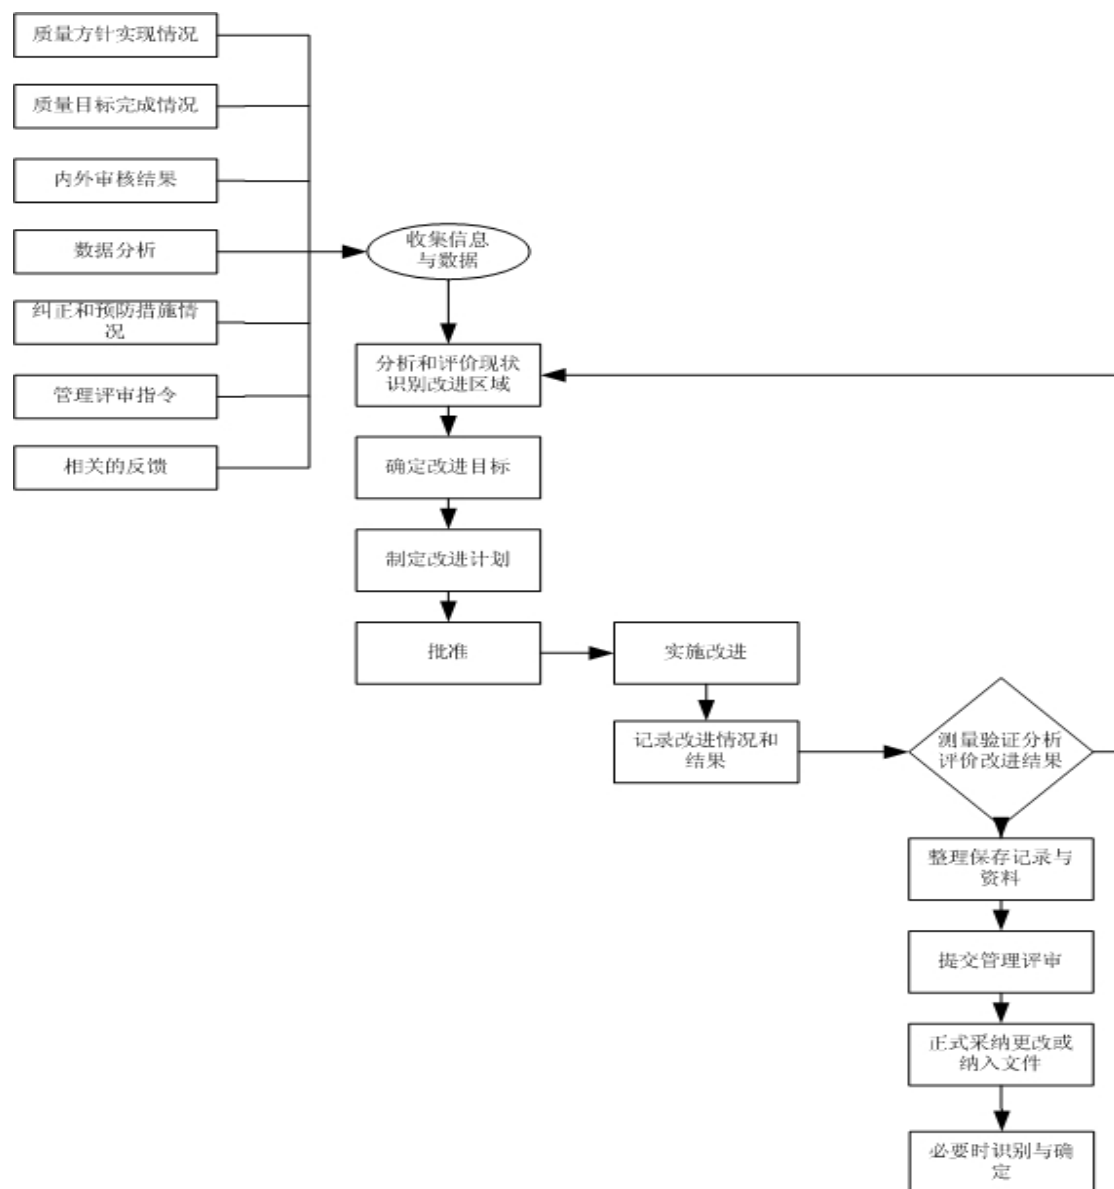 质量方针实现情况
质量目标完成情况
内外审核结果
数据分析
纠正和预防措施情
况
管理评审指令
相关的反馈
收集信息
与数据
分析和评价现状
识别改进区域
确定改进目标
制定改进计划
批准
实施改进
记录改进情况和
结果
测量验证分析
评价改进结果
整理保存记录与
资料
提交管理评审
正式采纳更改或
纳入文件
必要时识别与确
定